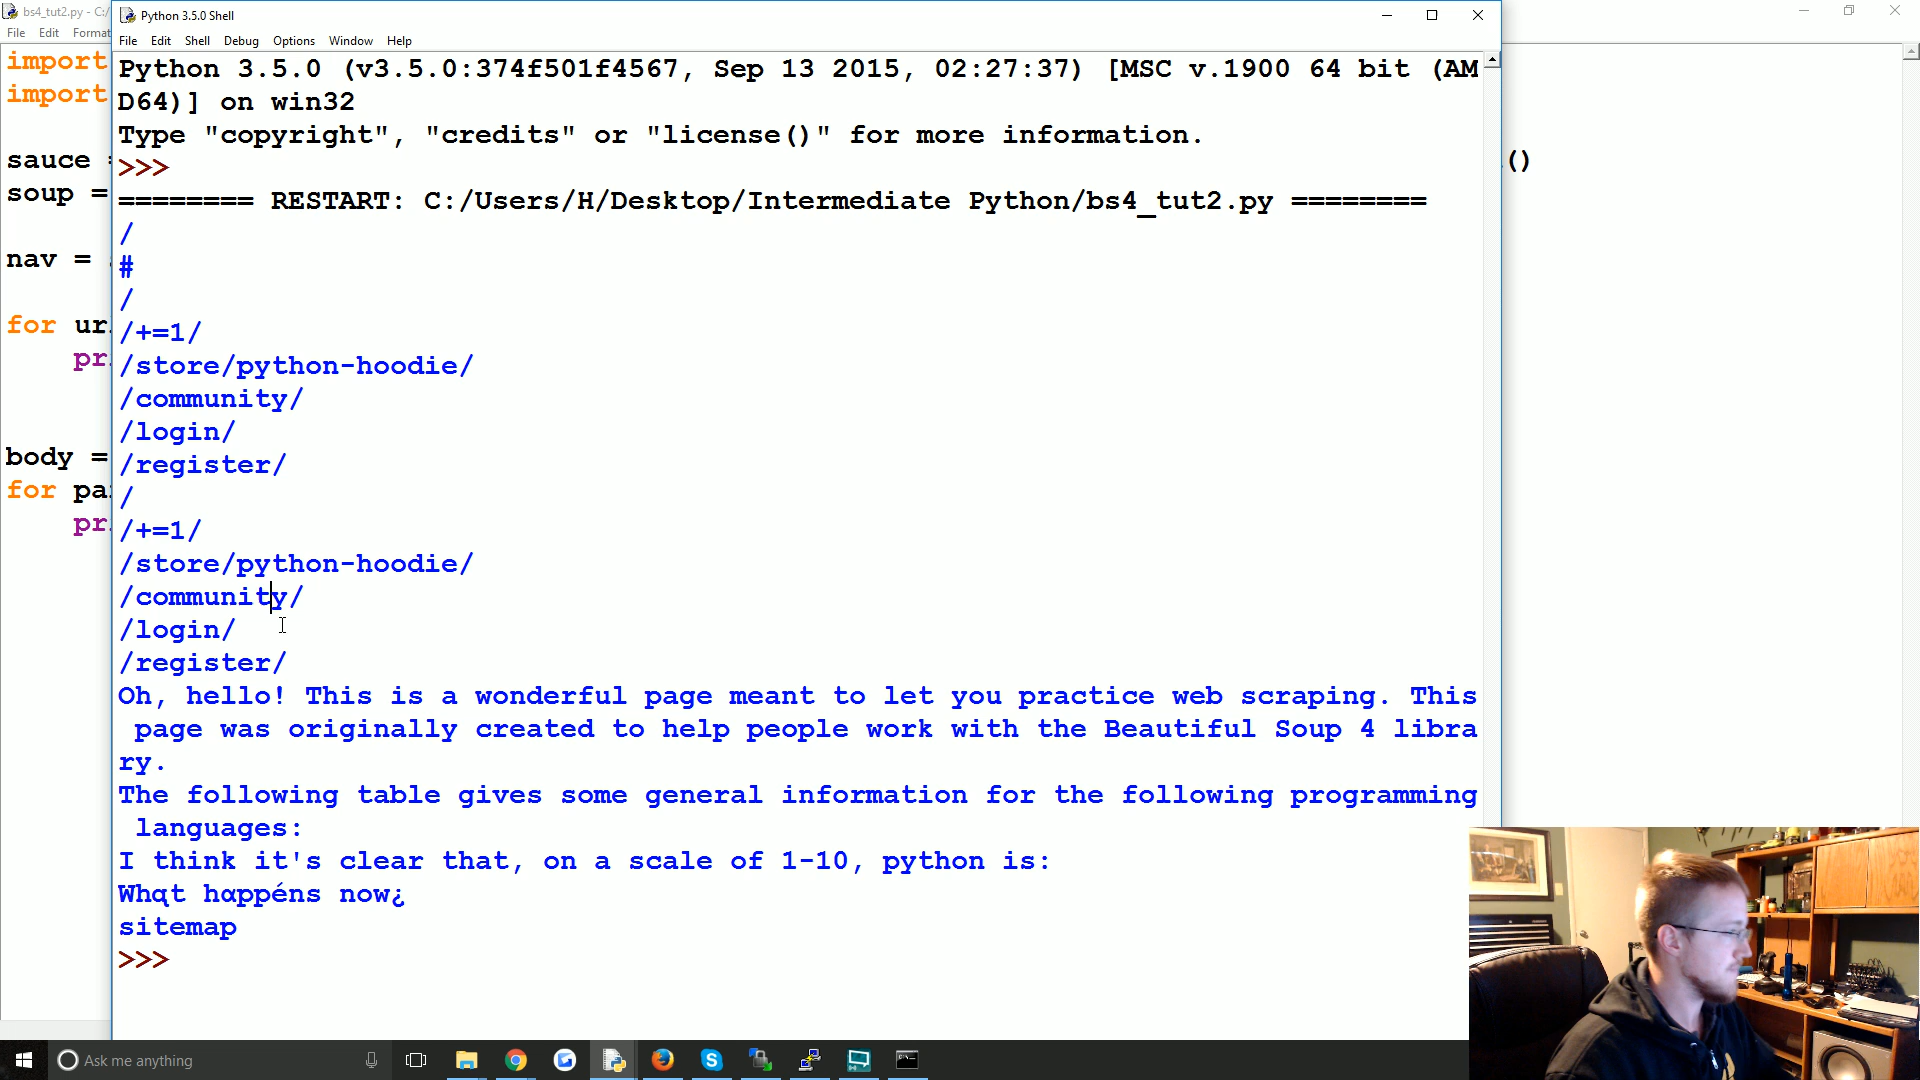 bs4_tut2.py - C:/
File Edit Format
import
import
sauce =
()
soup =
nav =
for ur
pr
body =
for pa
pr
Python 3.5.0 Shell
File Edit Shell Debug Options Window Help
Python 3.5.0 (v3.5.0:374f501f4567, Sep 13 2015, 02:27:37) [MSC v.1900 64 bit (AM
D64)] on win32
Type "copyright", "credits" or "license()" for more information.
>>>
======== RESTART: C:/Users/H/Desktop/Intermediate Python/bs4_tut2.py ========
/
#
/
/+=1/
/store/python-hoodie/
/community/
/login/
/register/
/
/+=1/
/store/python-hoodie/
/community/
/login/
/register/
Oh, hello! This is a wonderful page meant to let you practice web scraping. This
page was originally created to help people work with the Beautiful Soup 4 libra
ry.
The following table gives some general information for the following programming
languages:
I think it's clear that, on a scale of 1-10, python is:
Whąt hαppéns now¿
sitemap
>>>
Ask me anything